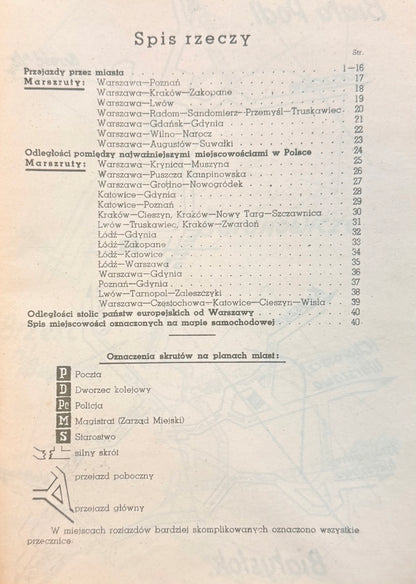 Spis rzeczy
Str.
Przejazdy przez miasta 1—16
Marszruty: Warszawa—Poznań 17
Warszawa—Kraków—Zakopane 18
Warszawa—Lwów 19
Warszawa—Radom—Sandomierz—Przemyśl—Truskawiec 20
Warszawa—Gdańsk—Gdynia 21
Warszawa—Wilno—Narocz 22
Warszawa—Augustów—Suwałki 23
Odległości pomiędzy najważniejszymi miejscowościami w Polsce 24
Marszruty: Warszawa—Krynica—Muszyna 25
Warszawa—Puszcza Kampinowska 26
Warszawa—Grodno—Nowogródek 27
Katowice—Gdynia 28
Katowice—Poznań 29
Kraków—Cieszyn, Kraków—Nowy Targ—Szczawnica 30
Lwów—Truskawiec, Kraków—Zwardoń 31
Łódź—Gdynia 32
Łódź—Zakopane 33
Łódź—Katowice 34
Łódź—Warszawa 35
Warszawa—Gdynia 36
Poznań—Gdynia 37
Lwów—Tarnopol—Zaleszczyki 38
Warszawa—Częstochowa—Katowice—Cieszyn—Wisła 39
Odległości stolic państw europejskich od Warszawy 40
Spis miejscowości oznaczonych na mapie samochodowej 40
Oznaczenia skrótów na planach miast:
P Poczta
D Dworzec kolejowy
Pc Policja
M Magistrat (Zarząd Miejski)
S Starostwo
silny skręt
przejazd poboczny
przejazd główny
W miejscach rozjazdów bardziej skomplikowanych oznaczono wszystkie
przecznice.